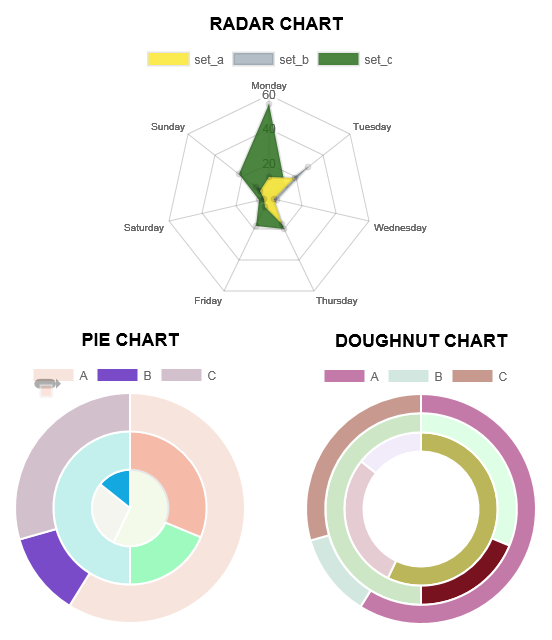 RADAR CHART
set_a set_b set_c
Monday
60
Sunday Tuesday
40
20
Saturday Wednesday
Friday Thursday
PIE CHART DOUGHNUT CHART
A B C A B C